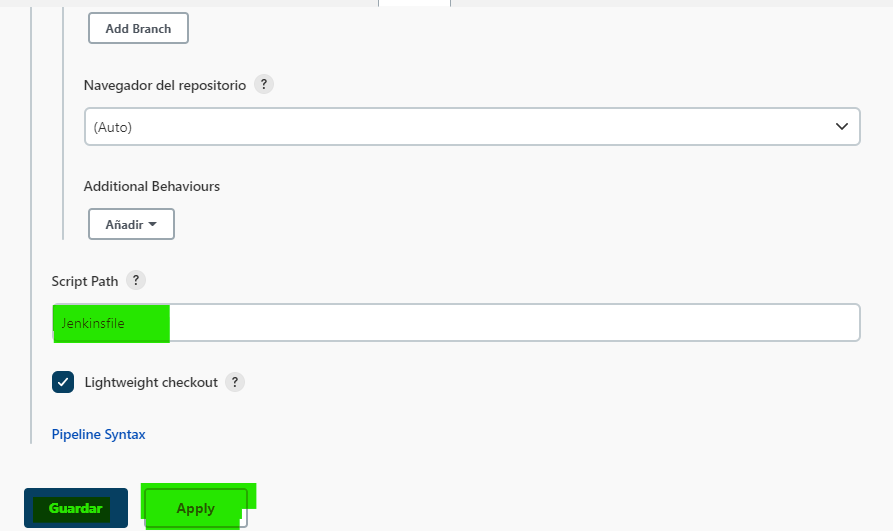 Add Branch
Navegador del repositorio ?
(Auto)
Additional Behaviours
Añadir
Script Path ?
Jenkinsfile
Lightweight checkout ?
Pipeline Syntax
Guardar Apply